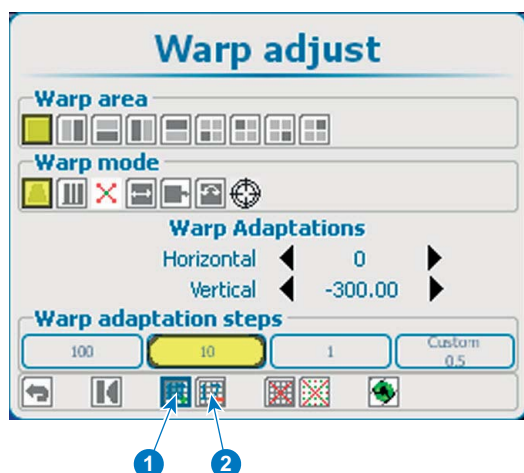 Warp adjust
Warp area
Warp mode
Warp Adaptations
Horizontal 0
Vertical -300.00
Warp adaptation steps
100 10 1 Custom
0.5
1 2